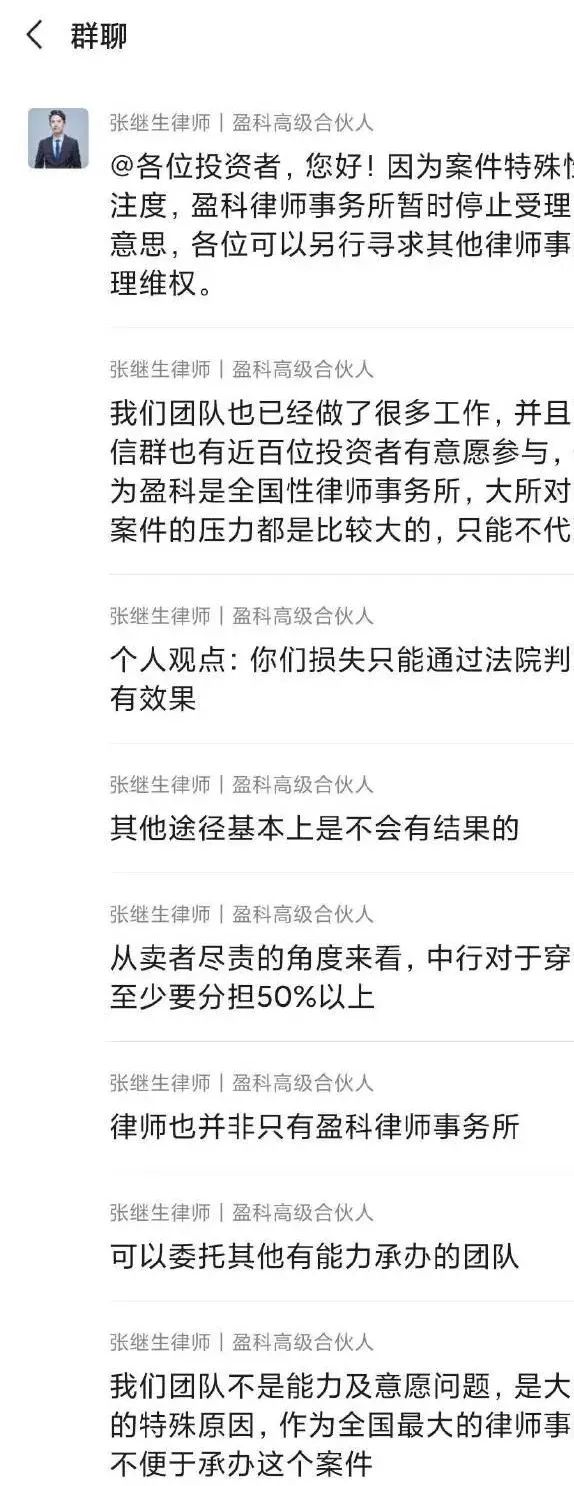 群聊
张继生律师丨盈科高级合伙人
@各位投资者，您好！因为案件特殊性
注度，盈科律师事务所暂时停止受理
意思，各位可以另行寻求其他律师事
理维权。
张继生律师丨盈科高级合伙人
我们团队也已经做了很多工作，并且
信群也有近百位投资者有意愿参与，
为盈科是全国性律师事务所，大所对
案件的压力都是比较大的，只能不代
张继生律师丨盈科高级合伙人
个人观点：你们损失只能通过法院判
有效果
张继生律师丨盈科高级合伙人
其他途径基本上是不会有结果的
张继生律师丨盈科高级合伙人
从卖者尽责的角度来看，中行对于穿
至少要分担50%以上
张继生律师丨盈科高级合伙人
律师也并非只有盈科律师事务所
张继生律师丨盈科高级合伙人
可以委托其他有能力承办的团队
张继生律师丨盈科高级合伙人
我们团队不是能力及意愿问题，是大
的特殊原因，作为全国最大的律师事
不便于承办这个案件